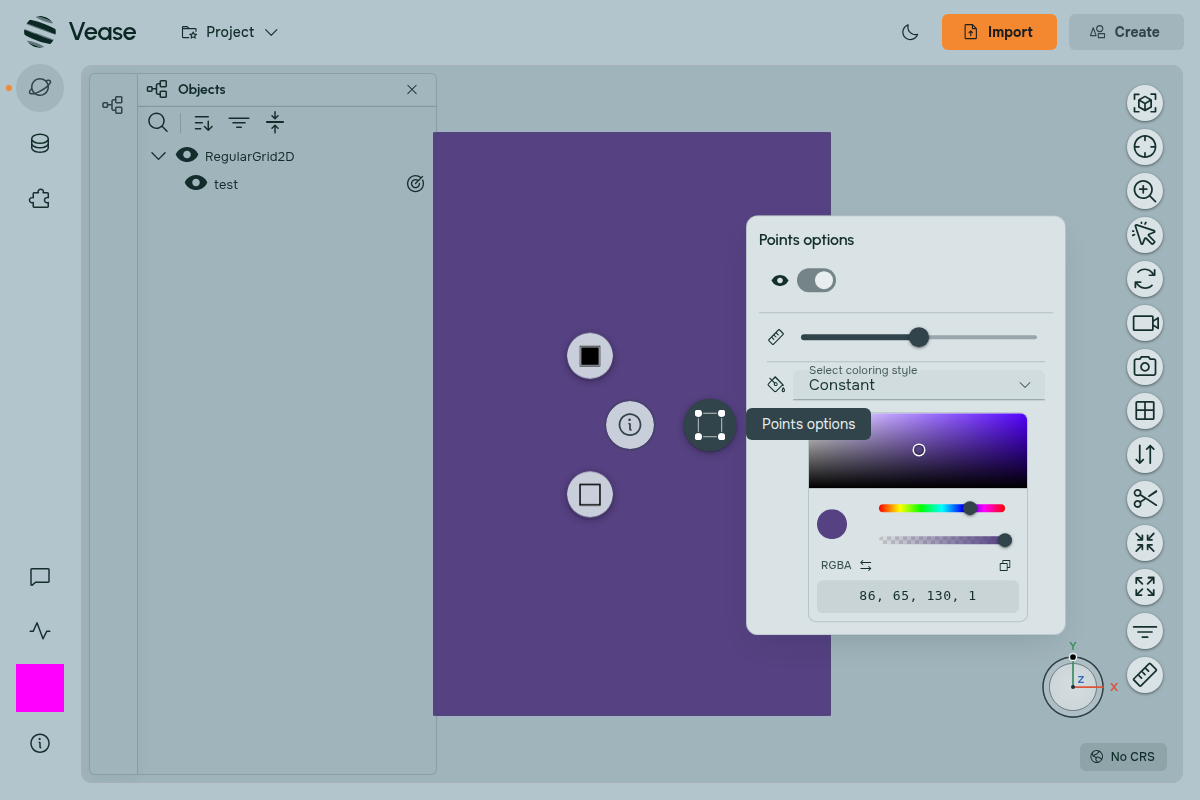 Vease
Project
Import
Create
Objects
RegularGrid2D
test
Points options
Select coloring style
Constant
Points options
RGBA
86, 65, 130, 1
Y
Z
X
No CRS